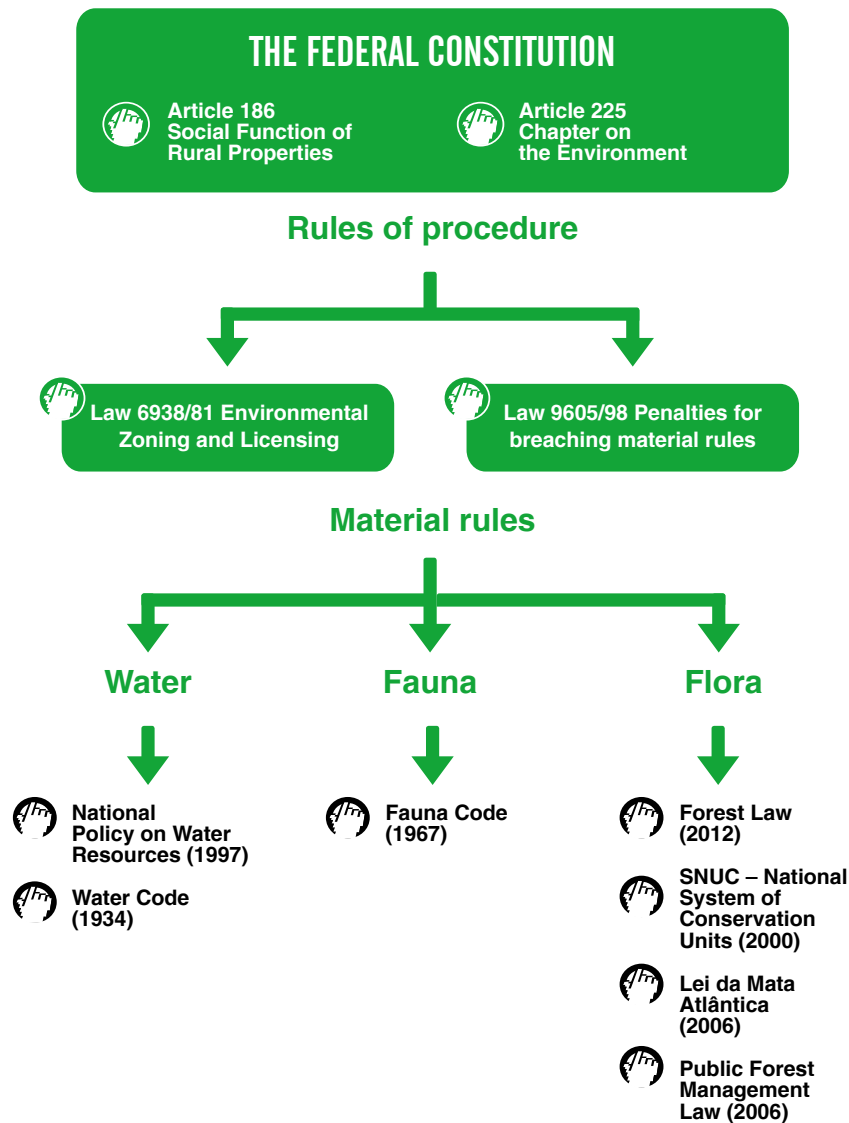 THE FEDERAL CONSTITUTION
Article 186
Social Function of
Rural Properties
Article 225
Chapter on
the Environment
Rules of procedure
Law 6938/81 Environmental
Zoning and Licensing
Law 9605/98 Penalties for
breaching material rules
Material rules
Water
Fauna
Flora
National
Policy on Water
Resources (1997)
Water Code
(1934)
Fauna Code
(1967)
Forest Law
(2012)
SNUC – National
System of
Conservation
Units (2000)
Lei da Mata
Atlântica
(2006)
Public Forest
Management
Law (2006)